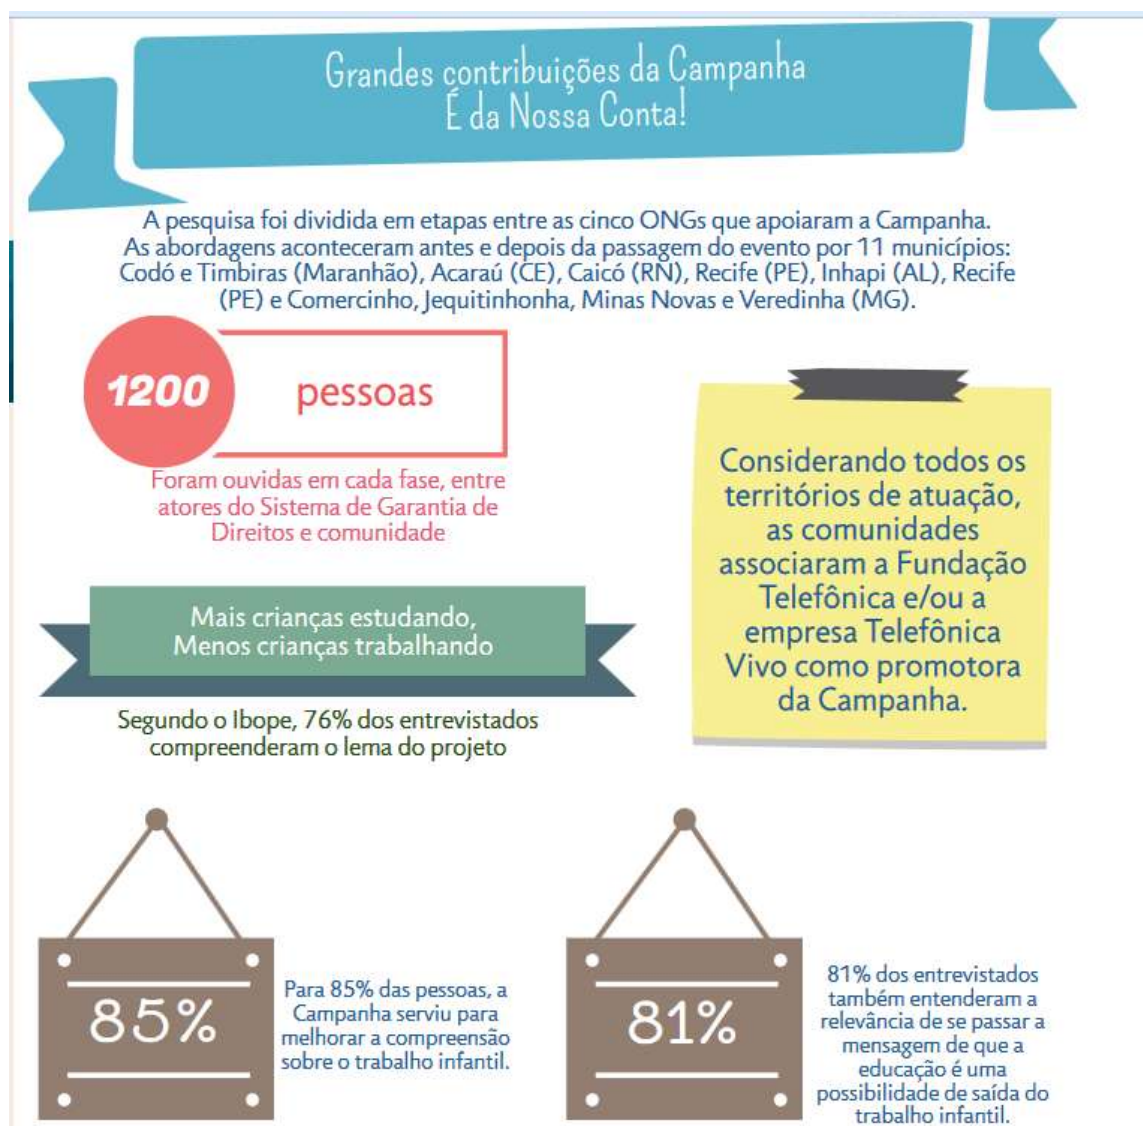 Grandes contribuições da Campanha
É da Nossa Conta!
A pesquisa foi dividida em etapas entre as cinco ONGs que apoiaram a Campanha.
As abordagens aconteceram antes e depois da passagem do evento por 11 municípios:
Codó e Timbiras (Maranhão), Acaraú (CE), Caicó (RN), Recife (PE), Inhapi (AL), Recife
(PE) e Comercinho, Jequitinhonha, Minas Novas e Veredinha (MG).
1200
pessoas
Foram ouvidas em cada fase, entre
atores do Sistema de Garantia de
Direitos e comunidade
Considerando todos os
territórios de atuação,
as comunidades
associaram a Fundação
Telefônica e/ou a
empresa Telefônica
Vivo como promotora
da Campanha.
Mais crianças estudando,
Menos crianças trabalhando
Segundo o Ibope, 76% dos entrevistados
compreenderam o lema do projeto
85%
Para 85% das pessoas, a
Campanha serviu para
melhorar a compreensão
sobre o trabalho infantil.
81%
81% dos entrevistados
também entenderam a
relevância de se passar a
mensagem de que a
educação é uma
possibilidade de saída do
trabalho infantil.